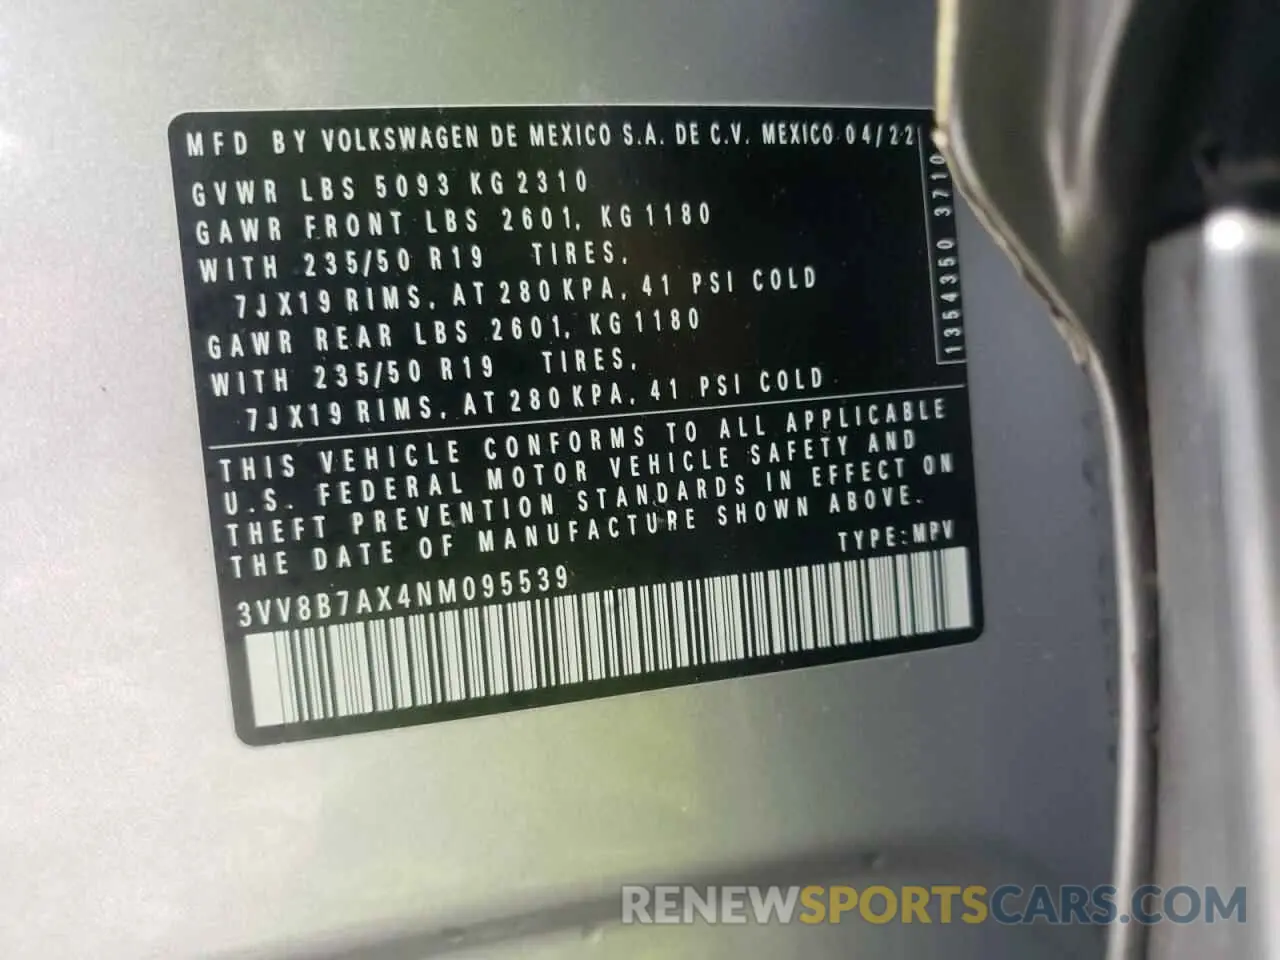 MFD BY VOLKSWAGEN DE MEXICO S.A. DE C.V. MEXICO 04/22
GVWR LBS 5093 KG 2310
GAWR FRONT LBS 2601, KG 1180
WITH 235/50 R19 TIRES,
7JX19 RIMS, AT 280 KPA, 41 PSI COLD
GAWR REAR LBS 2601, KG 1180
WITH 235/50 R19 TIRES,
7JX19 RIMS, AT 280 KPA, 41 PSI COLD
1354350 3710
THIS VEHICLE CONFORMS TO ALL APPLICABLE
U.S. FEDERAL MOTOR VEHICLE SAFETY AND
THEFT PREVENTION STANDARDS IN EFFECT ON
THE DATE OF MANUFACTURE SHOWN ABOVE.
TYPE: MPV
3VV8B7AX4NM095539
RENEWSPORTSCARS.COM